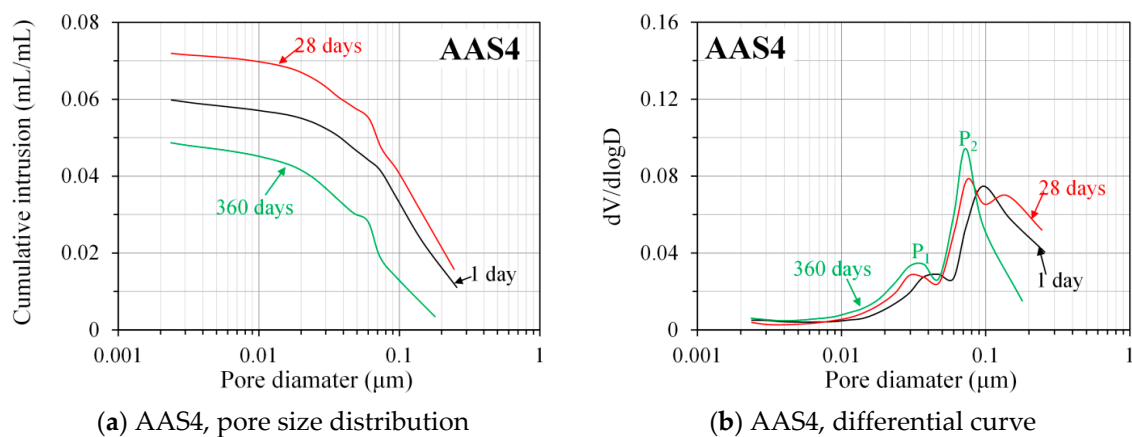 AAS4
28 days
360 days
1 day
0.08
0.06
0.04
0.02
0
0.001
0.01
0.1
1
Cumulative intrusion (mL/mL)
Pore diamater (μm)
(a) AAS4, pore size distribution
AAS4
P2
P1
28 days
360 days
1 day
0.16
0.12
0.08
0.04
0
0.001
0.01
0.1
1
dV/dlogD
Pore diamater (μm)
(b) AAS4, differential curve